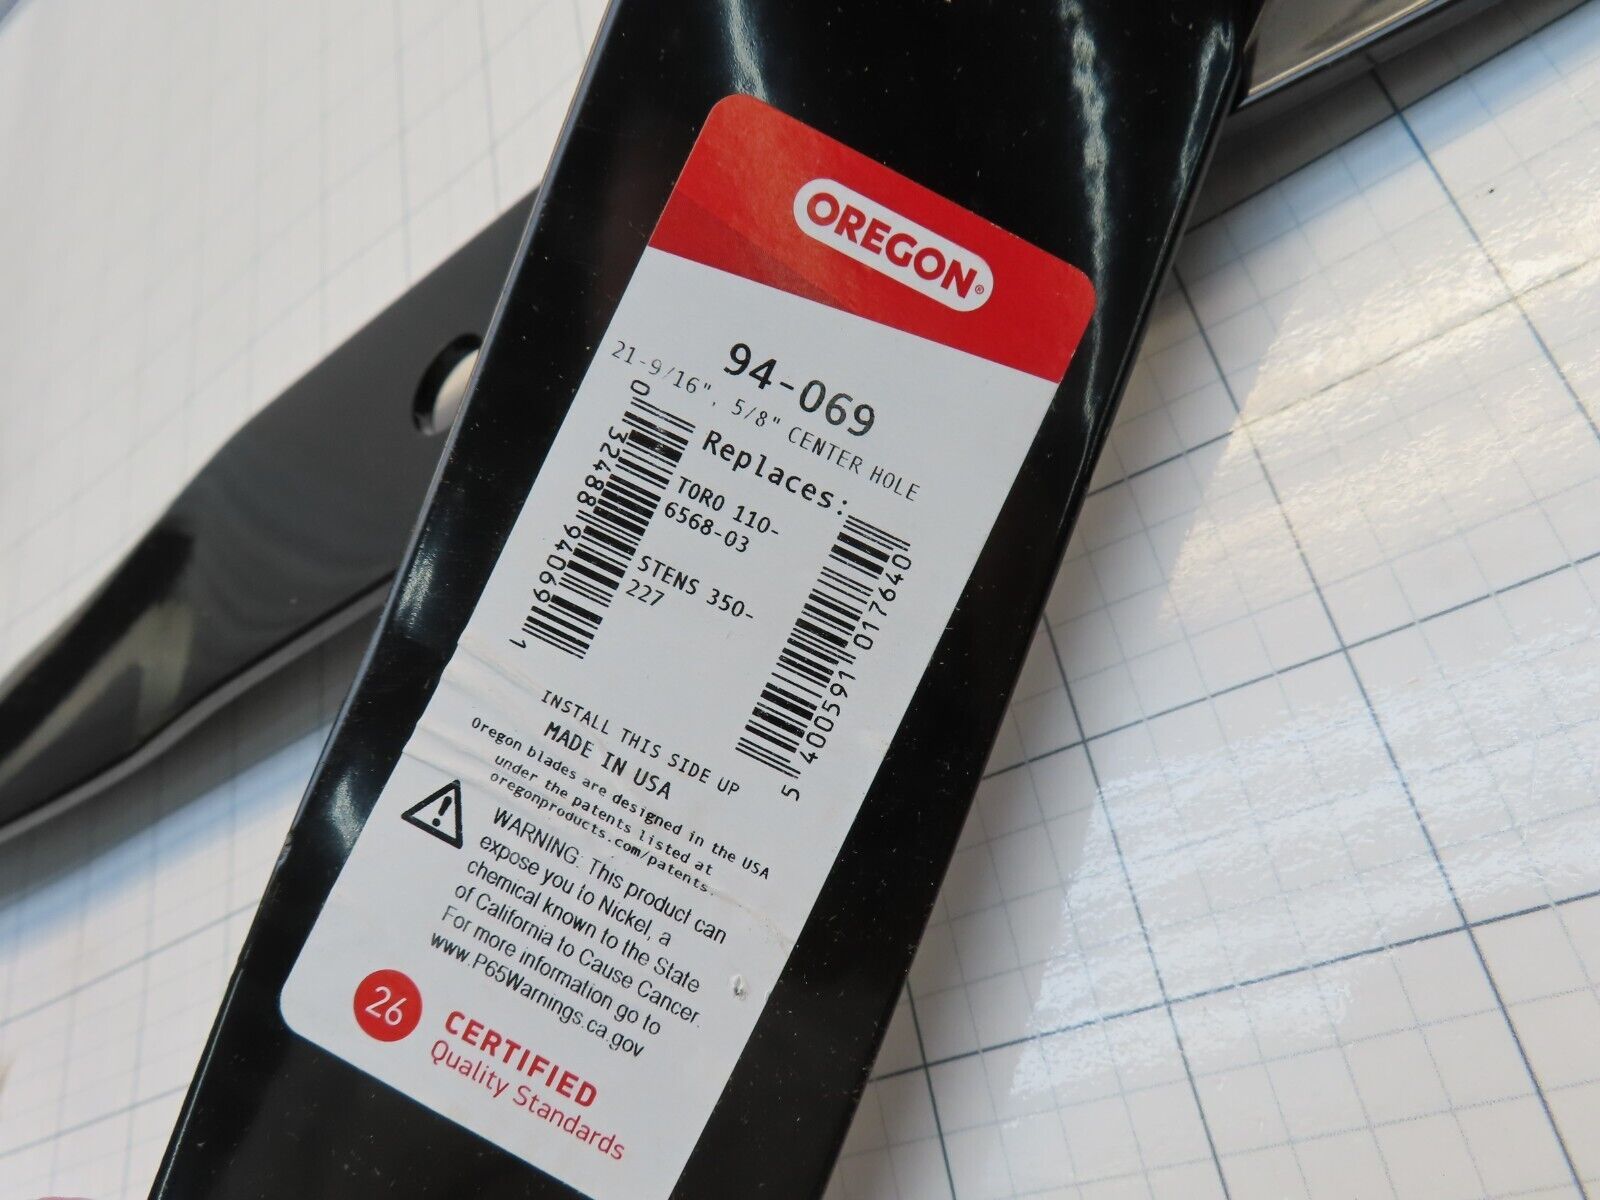 OREGON®
94-069
21-9/16", 5/8" CENTER HOLE
Replaces:
TORO 110-
6568-03
STENS 350-
227
0 32488 94069 1
5 400591 017640
INSTALL THIS SIDE UP
MADE IN USA
Oregon blades are designed in the USA
under the patents listed at
oregonproducts.com/patents.
WARNING: This product can
expose you to Nickel, a
chemical known to the State
of California to Cause Cancer.
For more information go to
www.P65Warnings.ca.gov
26
CERTIFIED
Quality Standards